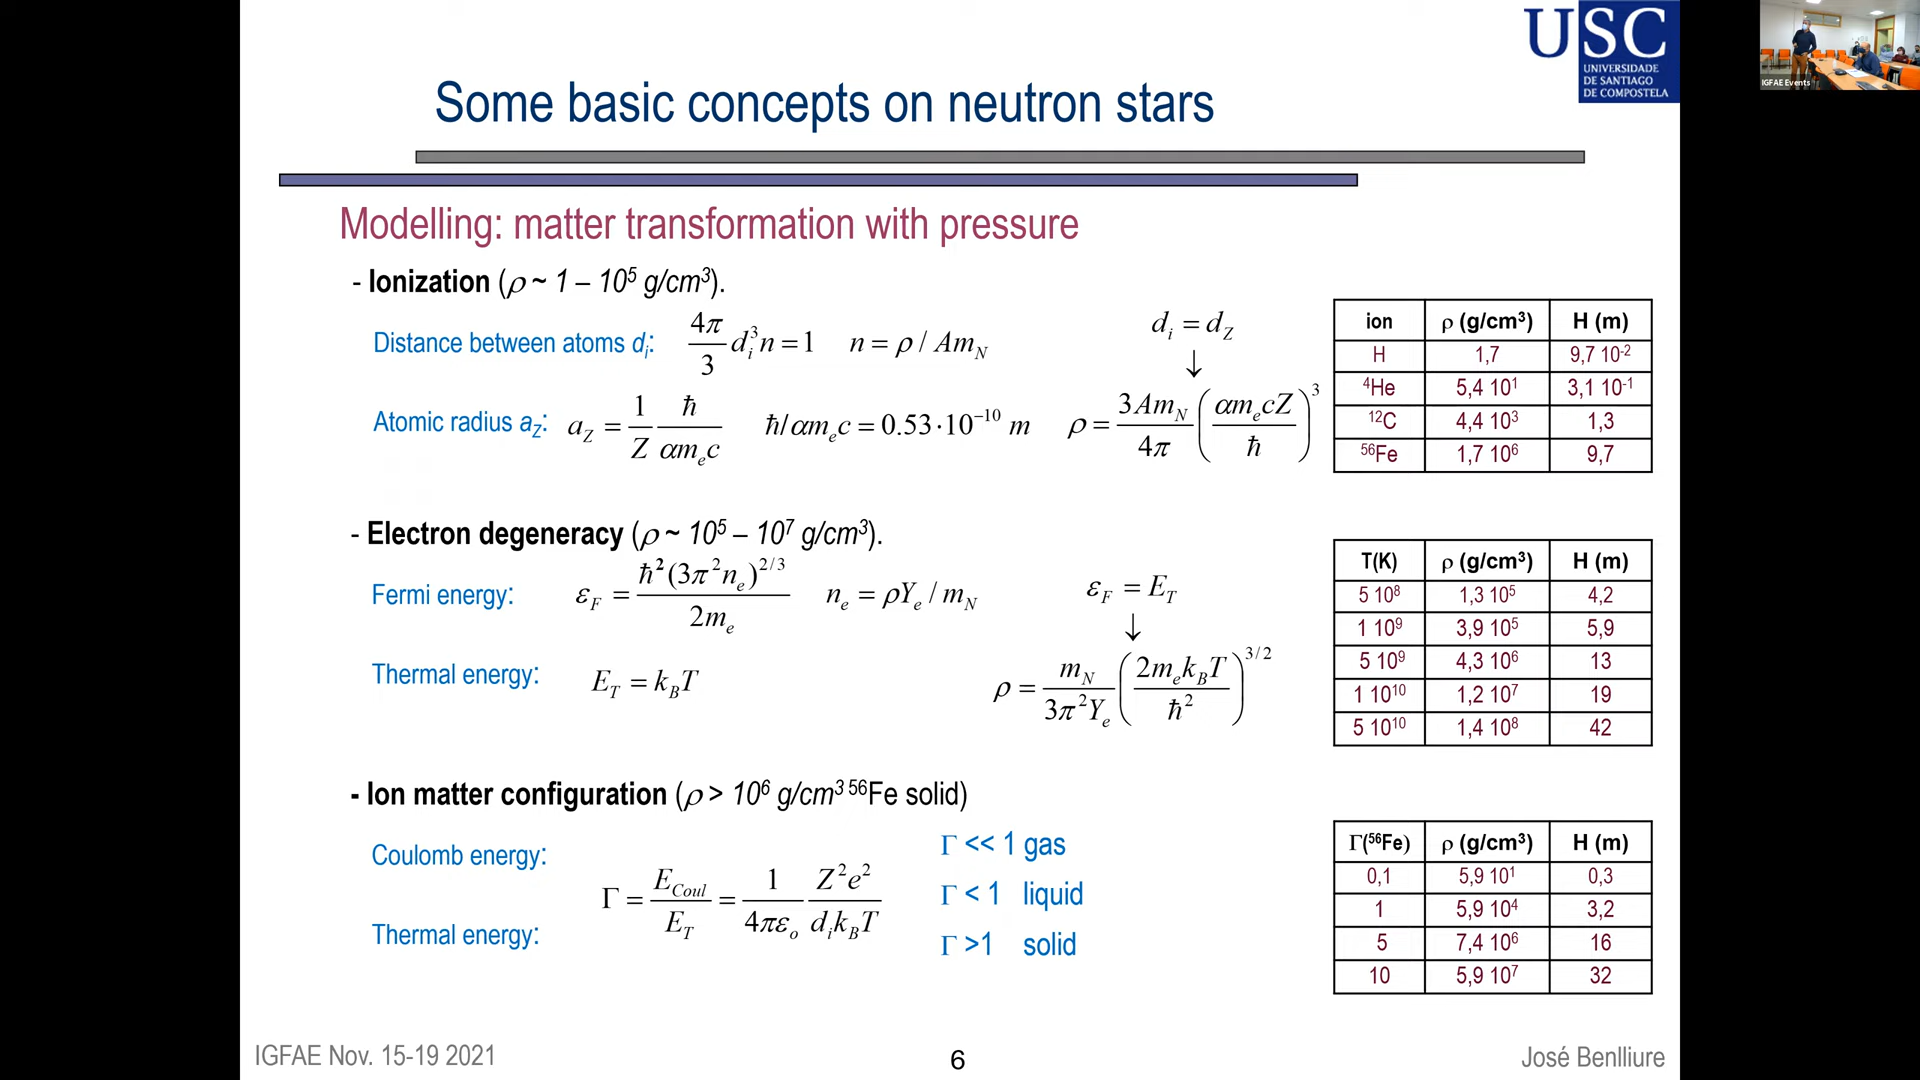 USC
UNIVERSIDADE
DE SANTIAGO
DE COMPOSTELA
IGFAE Events
Some basic concepts on neutron stars
Modelling: matter transformation with pressure
- Ionization (ρ ~ 1 – 10⁵ g/cm³).
Distance between atoms dᵢ: 4π/3 dᵢ³n = 1 n = ρ / Am_N
d_i = d_Z
↓
Atomic radius a_Z: a_Z = 1/Z ħ/αm_ec ħ/αm_ec = 0.53·10⁻¹⁰ m ρ = 3Am_N/4π (αm_ecZ/ħ)³
ion ρ (g/cm³) H (m)
H 1,7 9,7 10⁻²
⁴He 5,4 10¹ 3,1 10⁻¹
¹²C 4,4 10³ 1,3
⁵⁶Fe 1,7 10⁶ 9,7
- Electron degeneracy (ρ ~ 10⁵ – 10⁷ g/cm³).
Fermi energy: ε_F = ħ²(3π²n_e)^2/3 / 2m_e n_e = ρY_e / m_N
ε_F = E_T
↓
Thermal energy: E_T = k_BT ρ = m_N/3π²Y_e (2m_ek_BT/ħ²)^3/2
T(K) ρ (g/cm³) H (m)
5 10⁸ 1,3 10⁵ 4,2
1 10⁹ 3,9 10⁵ 5,9
5 10⁹ 4,3 10⁶ 13
1 10¹⁰ 1,2 10⁷ 19
5 10¹⁰ 1,4 10⁸ 42
- Ion matter configuration (ρ > 10⁶ g/cm³ ⁵⁶Fe solid)
Coulomb energy:
Γ = E_Coul/E_T = 1/4πε_o Z²e²/d_ik_BT
Thermal energy:
Γ << 1 gas
Γ < 1 liquid
Γ >1 solid
Γ(⁵⁶Fe) ρ (g/cm³) H (m)
0,1 5,9 10¹ 0,3
1 5,9 10⁴ 3,2
5 7,4 10⁶ 16
10 5,9 10⁷ 32
IGFAE Nov. 15-19 2021
6
José Benlliure